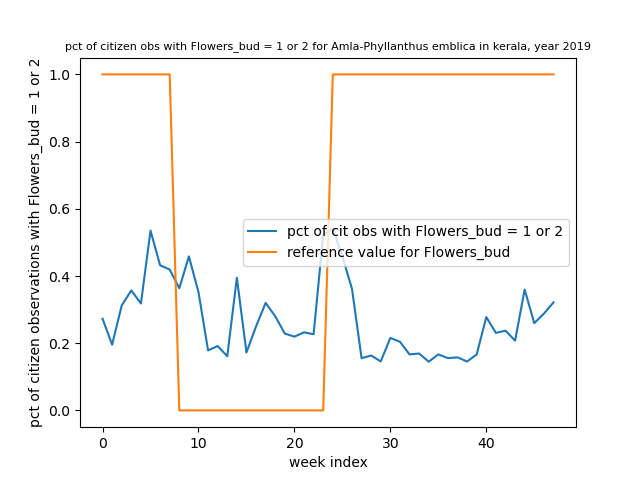 pct of citizen obs with Flowers_bud = 1 or 2 for Amla-Phyllanthus emblica in kerala, year 2019
pct of citizen observations with Flowers_bud = 1 or 2
1.0
0.8
0.6
0.4
0.2
0.0
pct of cit obs with Flowers_bud = 1 or 2
reference value for Flowers_bud
0 10 20 30 40
week index